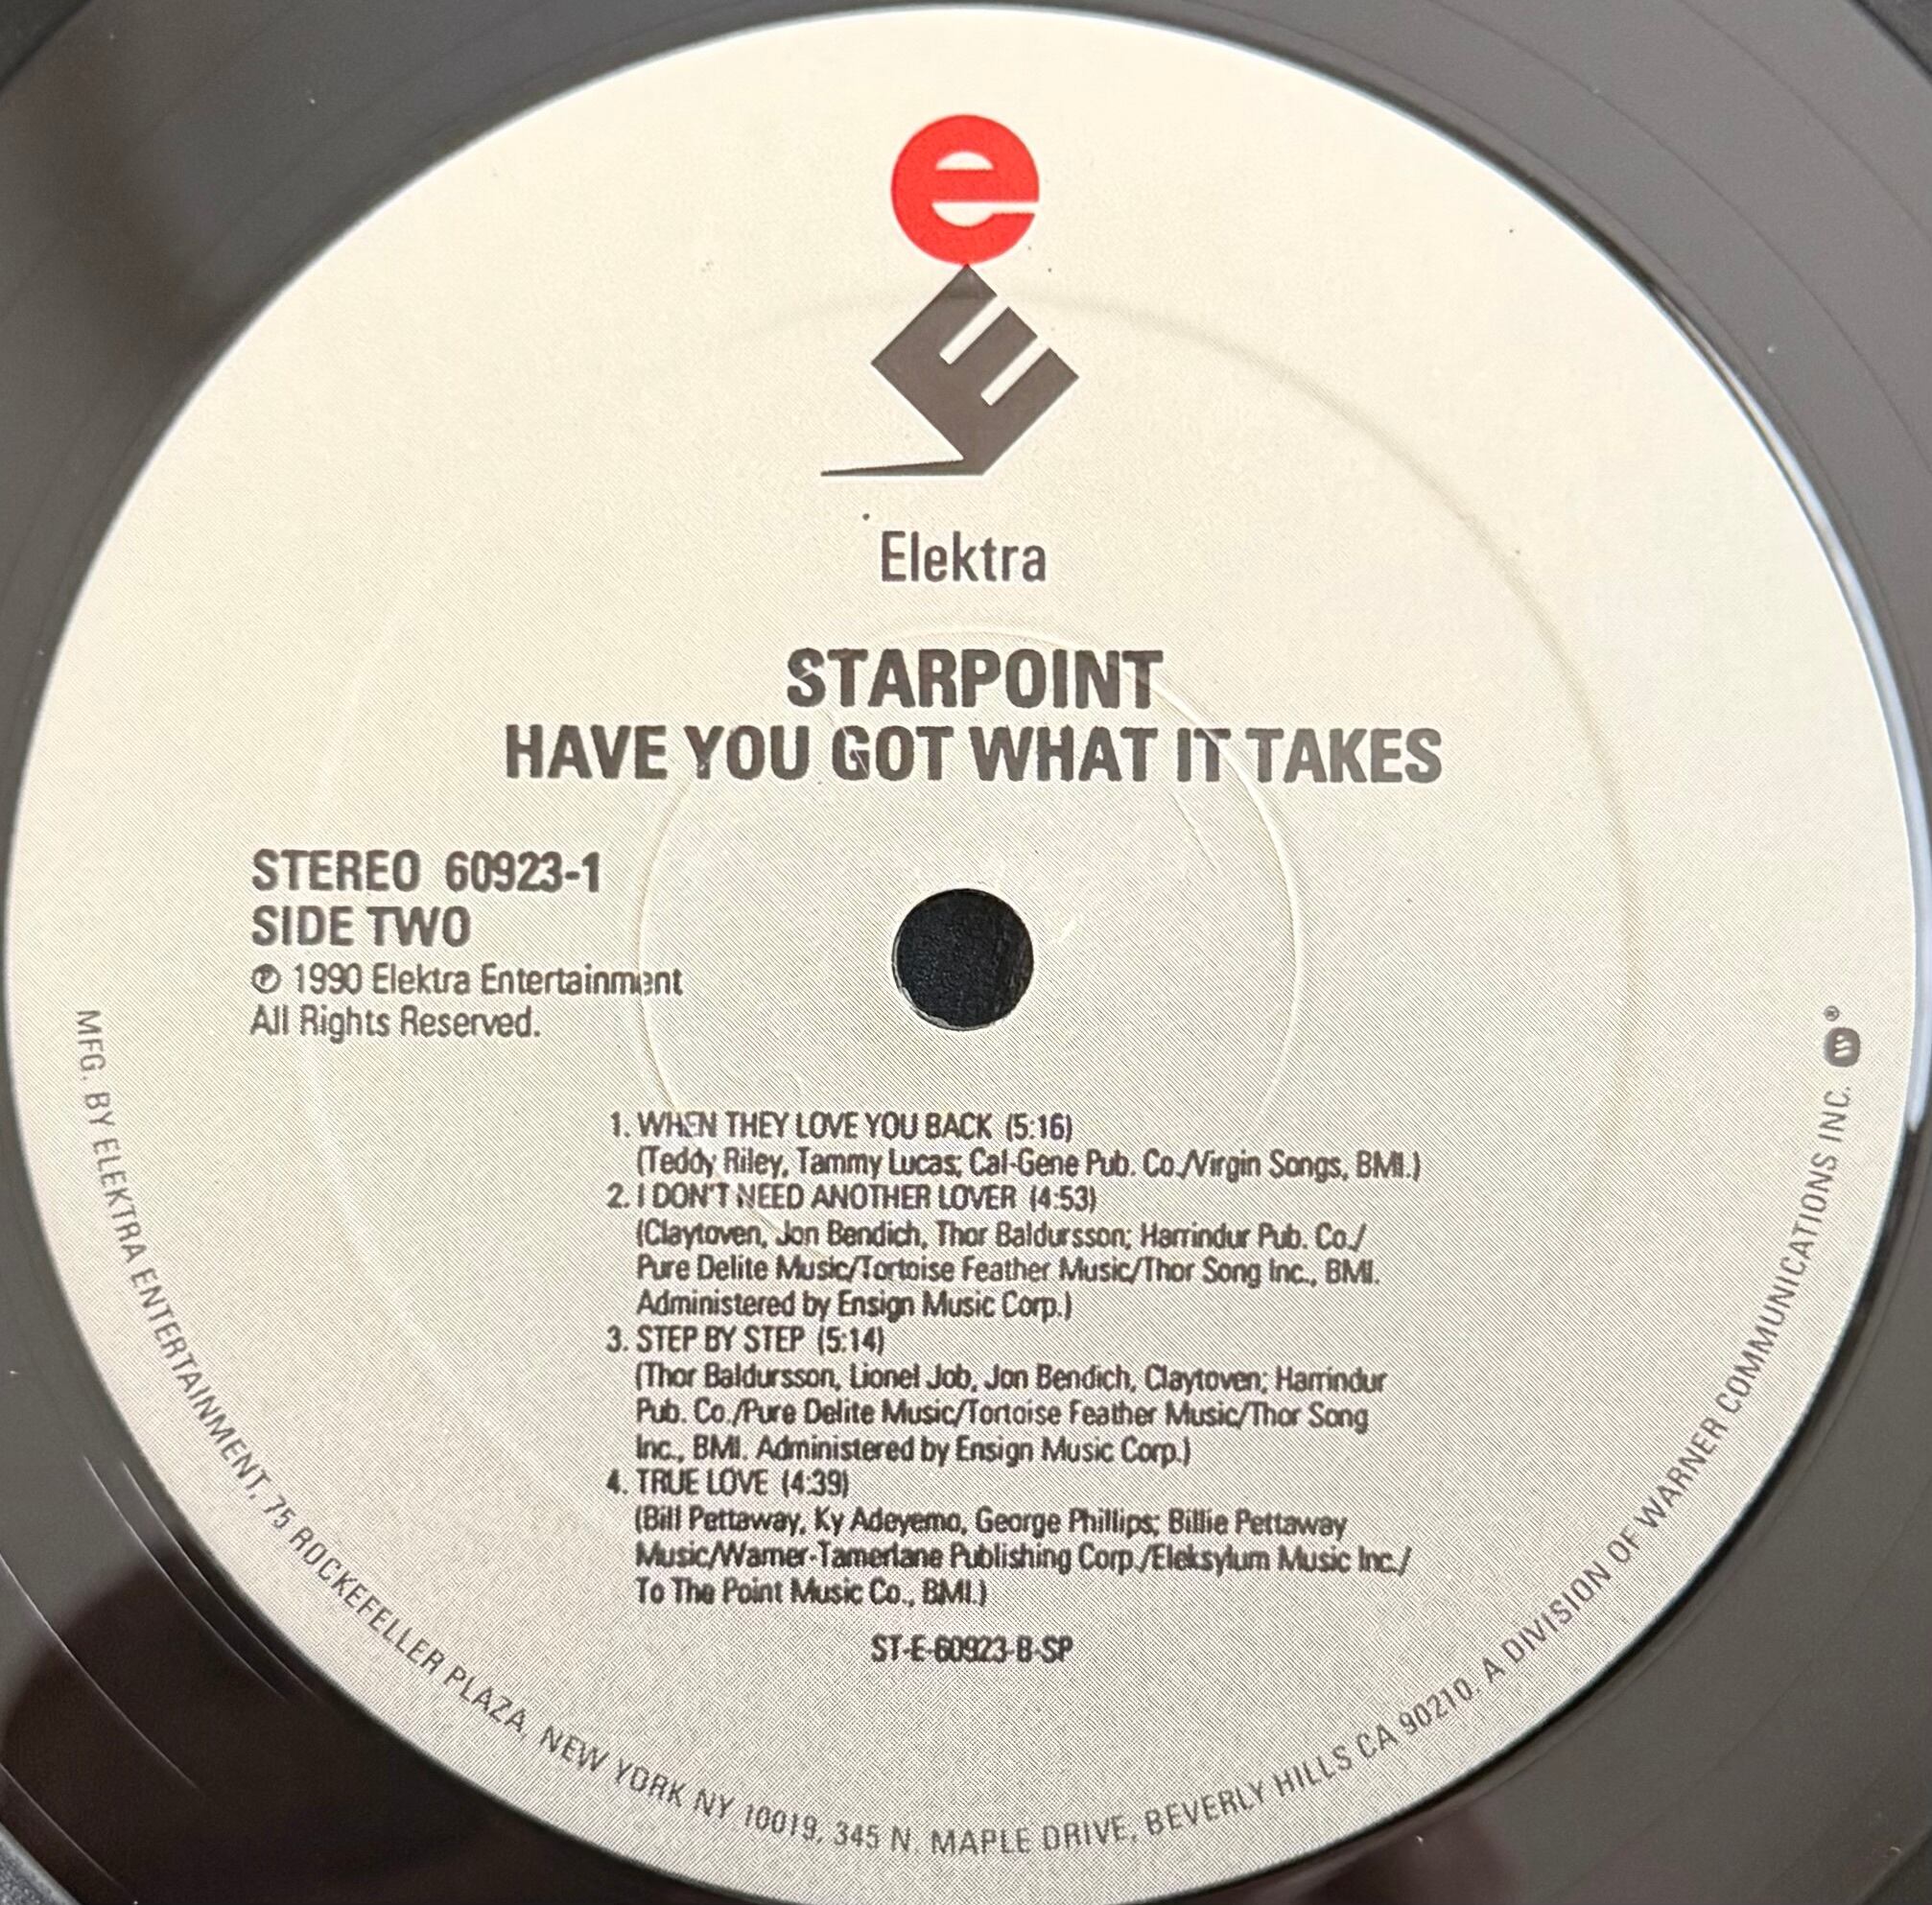 e
E
Elektra
STARPOINT
HAVE YOU GOT WHAT IT TAKES
STEREO 60923-1
SIDE TWO
℗ 1990 Elektra Entertainment
All Rights Reserved.
1. WHEN THEY LOVE YOU BACK (5:16)
(Teddy Riley, Tammy Lucas; Cal-Gene Pub. Co./Virgin Songs, BMI.)
2. I DON'T NEED ANOTHER LOVER (4:53)
(Claytoven, Jon Bendich, Thor Baldursson; Harrindur Pub. Co./
Pure Delite Music/Tortoise Feather Music/Thor Song Inc., BMI.
Administered by Ensign Music Corp.)
3. STEP BY STEP (5:14)
(Thor Baldursson, Lionel Job, Jon Bendich, Claytoven; Harrindur
Pub. Co./Pure Delite Music/Tortoise Feather Music/Thor Song
Inc., BMI. Administered by Ensign Music Corp.)
4. TRUE LOVE (4:39)
(Bill Pettaway, Ky Adeyemo, George Phillips; Billie Pettaway
Music/Warner-Tamerlane Publishing Corp./Eleksylum Music Inc./
To The Point Music Co., BMI.)
ST-E-60923-B-SP
MFG. BY ELEKTRA ENTERTAINMENT, 75 ROCKEFELLER PLAZA, NEW YORK NY 10019, 345 N. MAPLE DRIVE, BEVERLY HILLS CA 90210. A DIVISION OF WARNER COMMUNICATIONS INC. ®